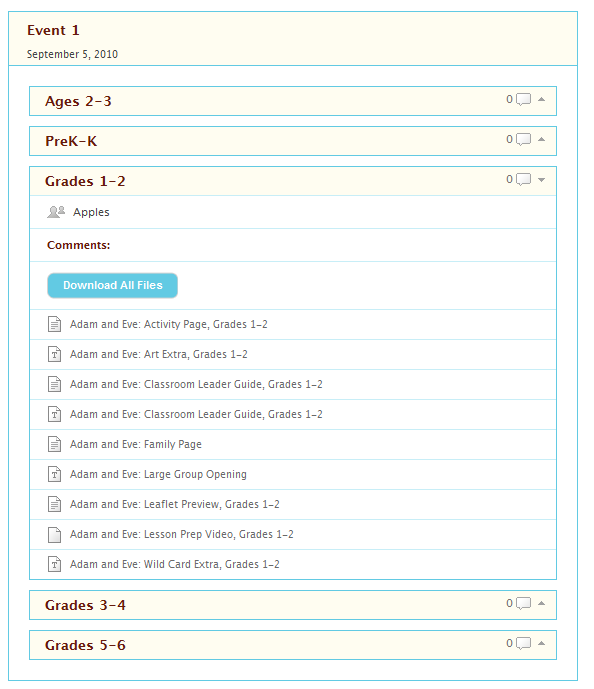 Event 1
September 5, 2010
Ages 2–3 0
PreK–K 0
Grades 1–2 0
Apples
Comments:
Download All Files
Adam and Eve: Activity Page, Grades 1–2
T Adam and Eve: Art Extra, Grades 1–2
Adam and Eve: Classroom Leader Guide, Grades 1–2
T Adam and Eve: Classroom Leader Guide, Grades 1–2
Adam and Eve: Family Page
T Adam and Eve: Large Group Opening
Adam and Eve: Leaflet Preview, Grades 1–2
Adam and Eve: Lesson Prep Video, Grades 1–2
T Adam and Eve: Wild Card Extra, Grades 1–2
Grades 3–4 0
Grades 5–6 0